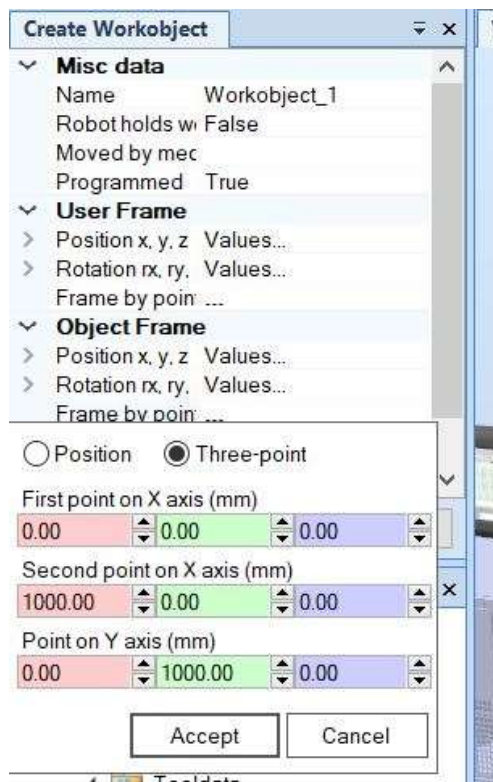 Create Workobject
Misc data
Name Workobject_1
Robot holds w False
Moved by mec
Programmed True
User Frame
Position x, y, z Values...
Rotation rx, ry, Values...
Frame by poin ...
Object Frame
Position x, y, z Values...
Rotation rx, ry, Values...
Frame by poin ...
Position Three-point
First point on X axis (mm)
0.00 0.00 0.00
Second point on X axis (mm)
1000.00 0.00 0.00
Point on Y axis (mm)
0.00 1000.00 0.00
Accept Cancel
Tooldata